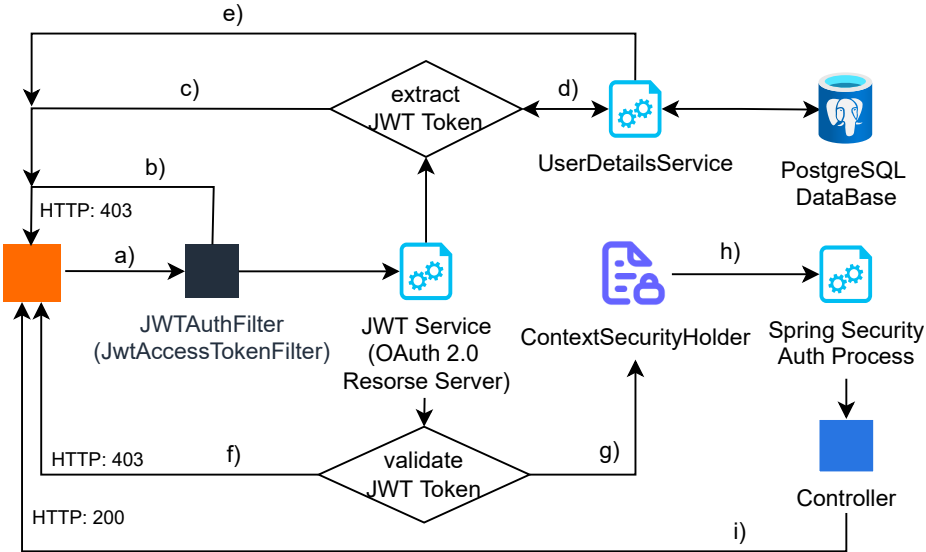 e)
c)
extract
JWT Token
d)
UserDetailsService
PostgreSQL
DataBase
b)
HTTP: 403
a)
JWTAuthFilter
(JwtAccessTokenFilter)
JWT Service
(OAuth 2.0
Resorse Server)
h)
ContextSecurityHolder
Spring Security
Auth Process
HTTP: 403
f)
validate
JWT Token
g)
Controller
HTTP: 200
i)